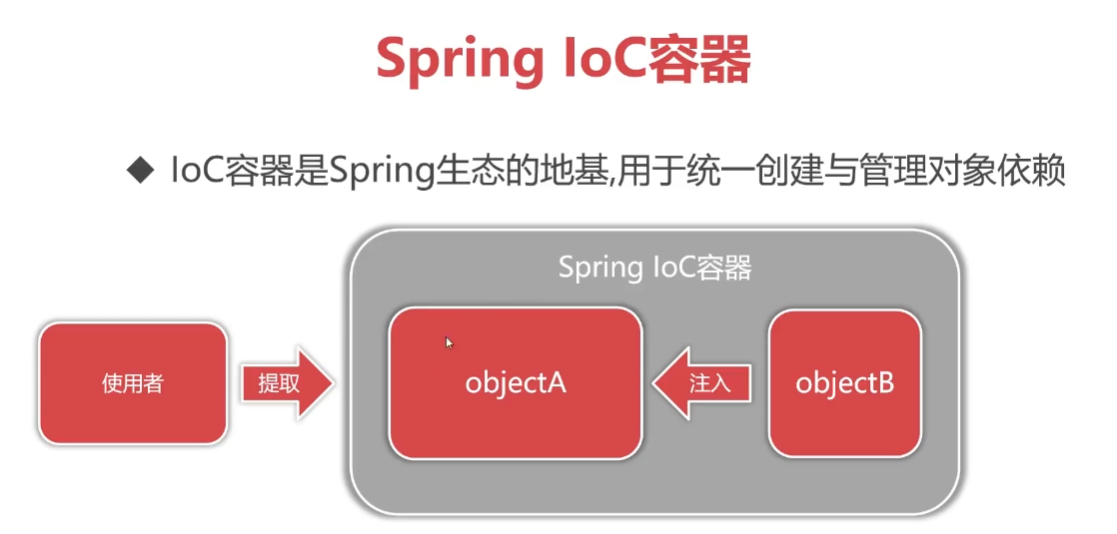 Spring IoC容器
IoC容器是Spring生态的地基,用于统一创建与管理对象依赖
Spring IoC容器
使用者
提取
objectA
注入
objectB